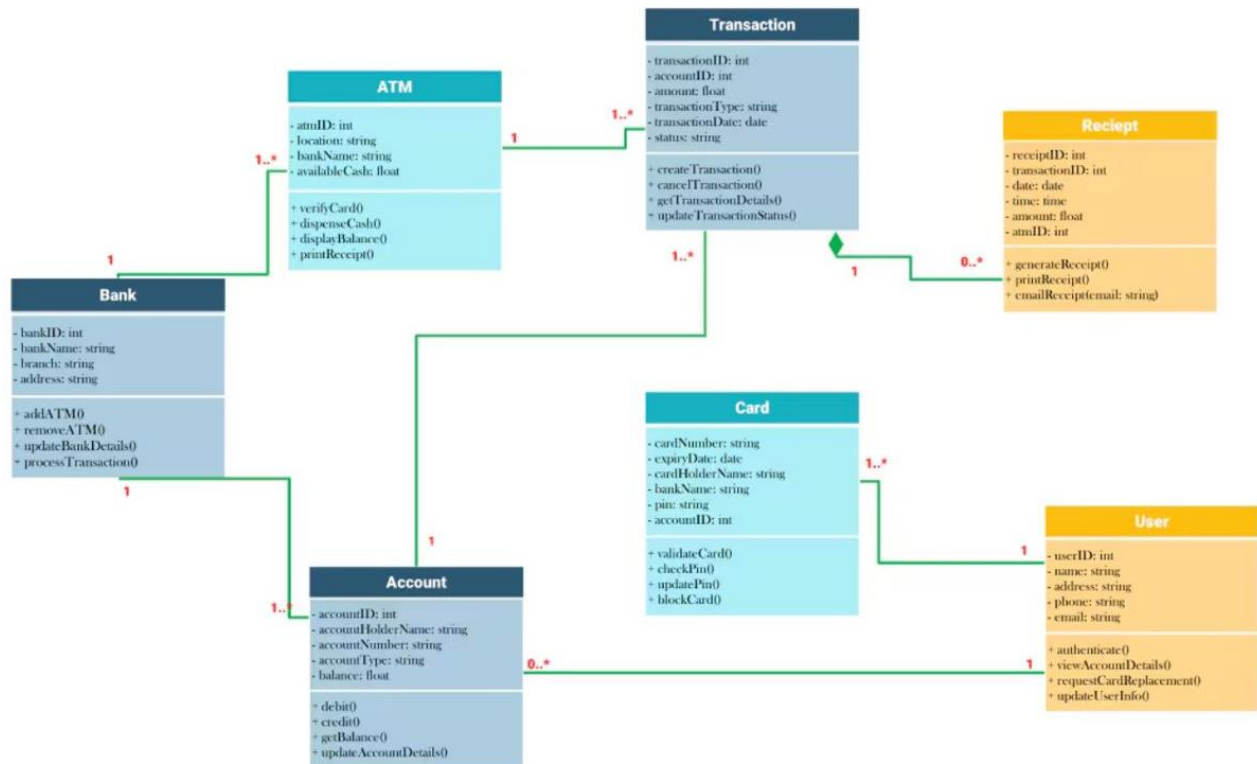 Transaction
- transactionID: int
- accountID: int
- amount: float
- transactionType: string
- transactionDate: date
- status: string
+ createTransaction()
+ cancelTransaction()
+ getTransactionDetails()
+ updateTransactionStatus()
ATM
- atmID: int
- location: string
- bankName: string
- availableCash: float
+ verifyCard()
+ dispenseCash()
+ displayBalance()
+ printReceipt()
1
1..*
1..*
1
Reciept
- receiptID: int
- transactionID: int
- date: date
- time: time
- amount: float
- atmID: int
+ generateReceipt()
+ printReceipt()
+ emailReceipt(email: string)
1..*
1
0..*
Bank
- bankID: int
- bankName: string
- branch: string
- address: string
+ addATM()
+ removeATM()
+ updateBankDetails()
+ processTransaction()
1
1..*
1
Card
- cardNumber: string
- expiryDate: date
- cardHolderName: string
- bankName: string
- pin: string
- accountID: int
+ validateCard()
+ checkPin()
+ updatePin()
+ blockCard()
1..*
1
User
- userID: int
- name: string
- address: string
- phone: string
- email: string
+ authenticate()
+ viewAccountDetails()
+ requestCardReplacement()
+ updateUserInfo()
Account
- accountID: int
- accountHolderName: string
- accountNumber: string
- accountType: string
- balance: float
+ debit()
+ credit()
+ getBalance()
+ updateAccountDetails()
0..*
1